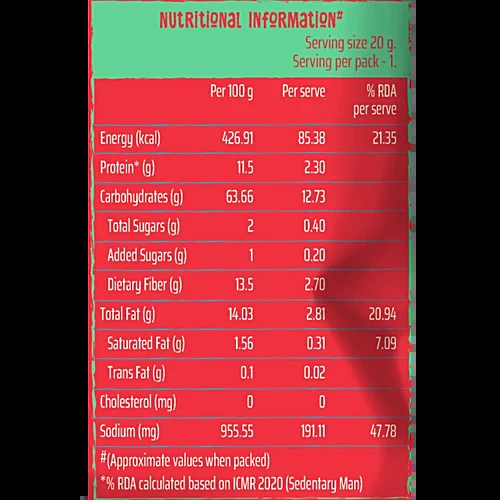 Nutritional Information#
Serving size 20 g.
Serving per pack - 1.
Per 100 g Per serve % RDA
per serve
Energy (kcal) 426.91 85.38 21.35
Protein* (g) 11.5 2.30
Carbohydrates (g) 63.66 12.73
Total Sugars (g) 2 0.40
Added Sugars (g) 1 0.20
Dietary Fiber (g) 13.5 2.70
Total Fat (g) 14.03 2.81 20.94
Saturated Fat (g) 1.56 0.31 7.09
Trans Fat (g) 0.1 0.02
Cholesterol (mg) 0 0
Sodium (mg) 955.55 191.11 47.78
#(Approximate values when packed)
*% RDA calculated based on ICMR 2020 (Sedentary Man)